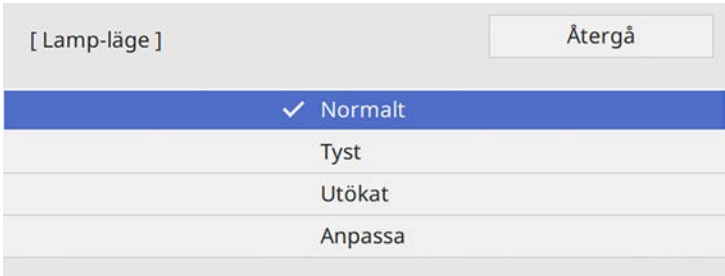 [ Lamp-läge ]
Återgå
Normalt
Tyst
Utökat
Anpassa